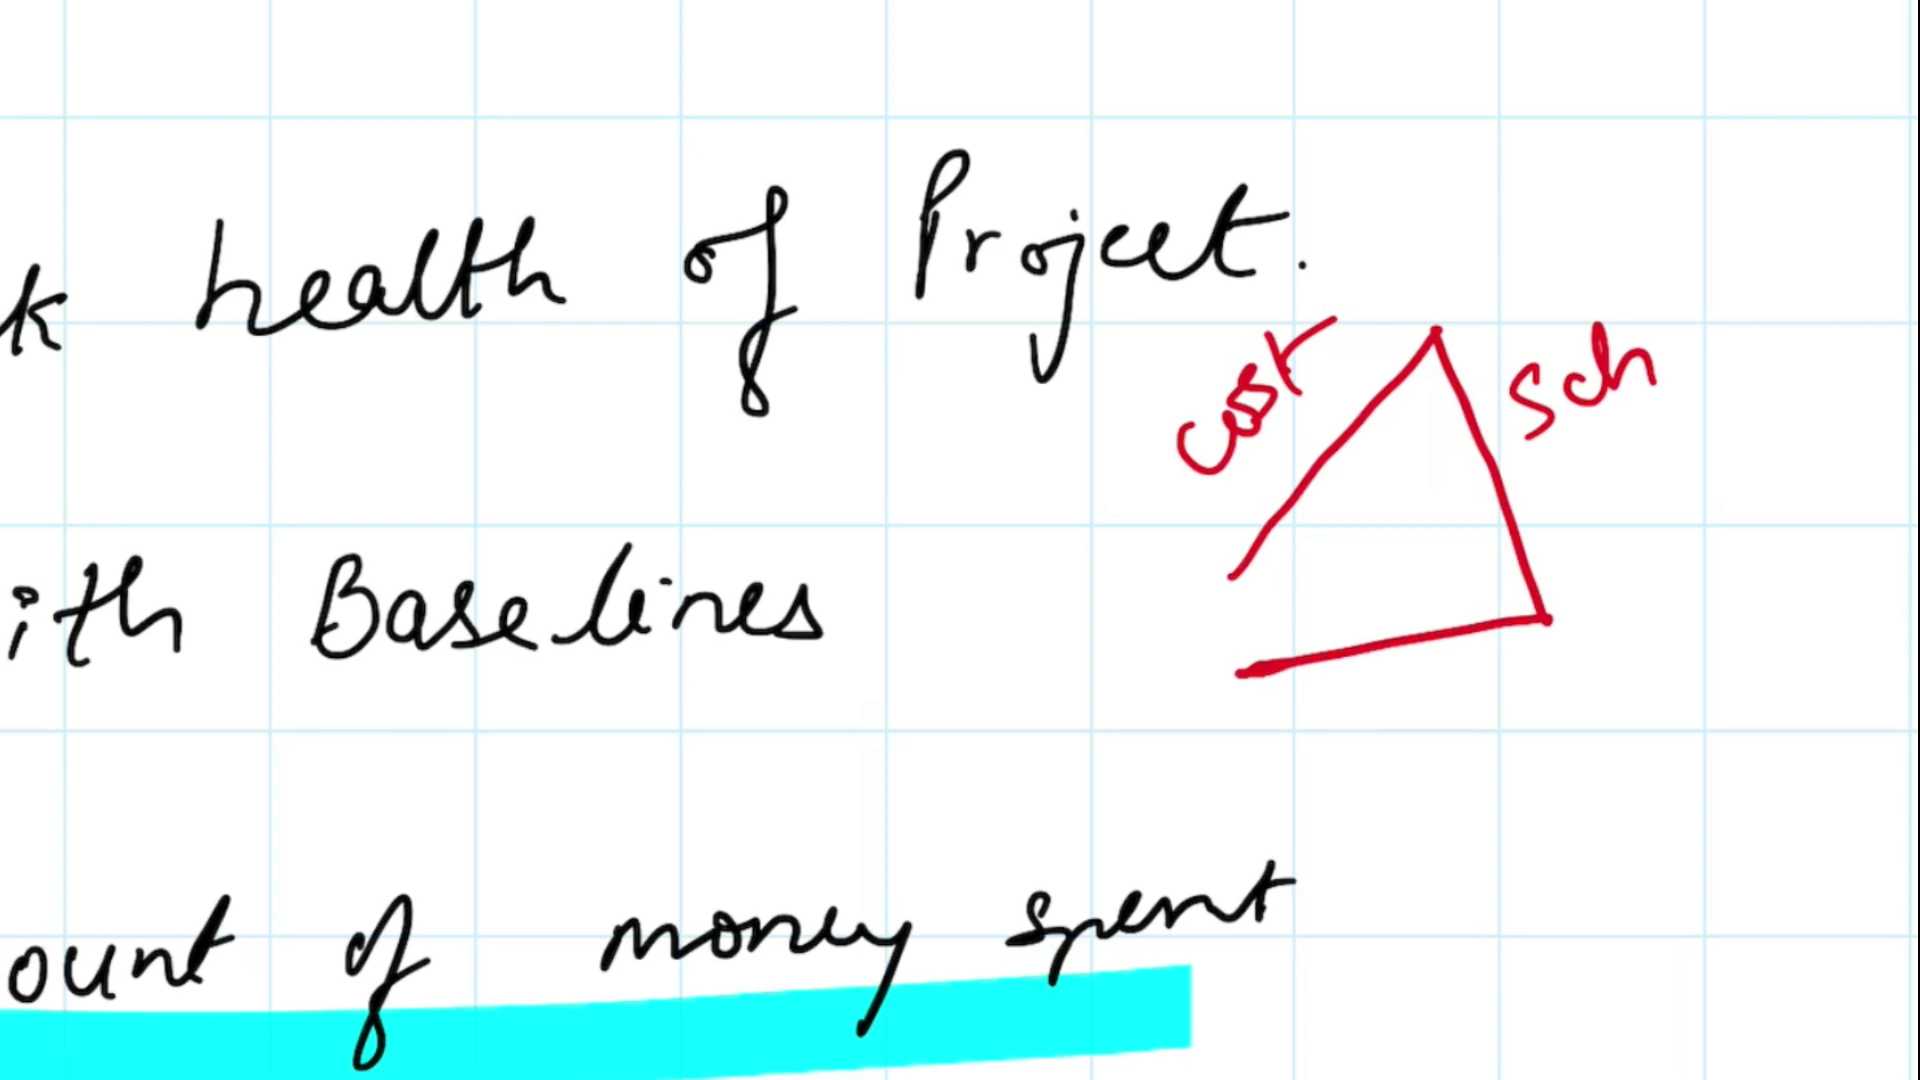 k health of Project.
cost
sch
ith Baselines
ount of money spent